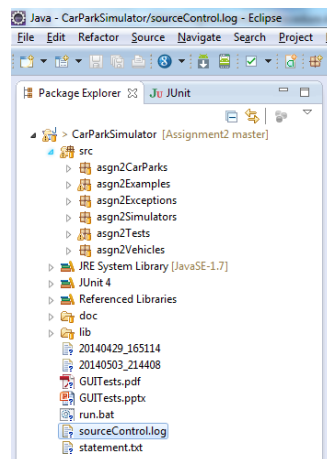 Java - CarParkSimulator/sourceControl.log - Eclipse
File Edit Refactor Source Navigate Search Project
Package Explorer JU JUnit
> CarParkSimulator [Assignment2 master]
src
asgn2CarParks
asgn2Examples
asgn2Exceptions
asgn2Simulators
asgn2Tests
asgn2Vehicles
JRE System Library [JavaSE-1.7]
JUnit 4
Referenced Libraries
doc
lib
20140429_165114
20140503_214408
GUITests.pdf
GUITests.pptx
run.bat
sourceControl.log
statement.txt